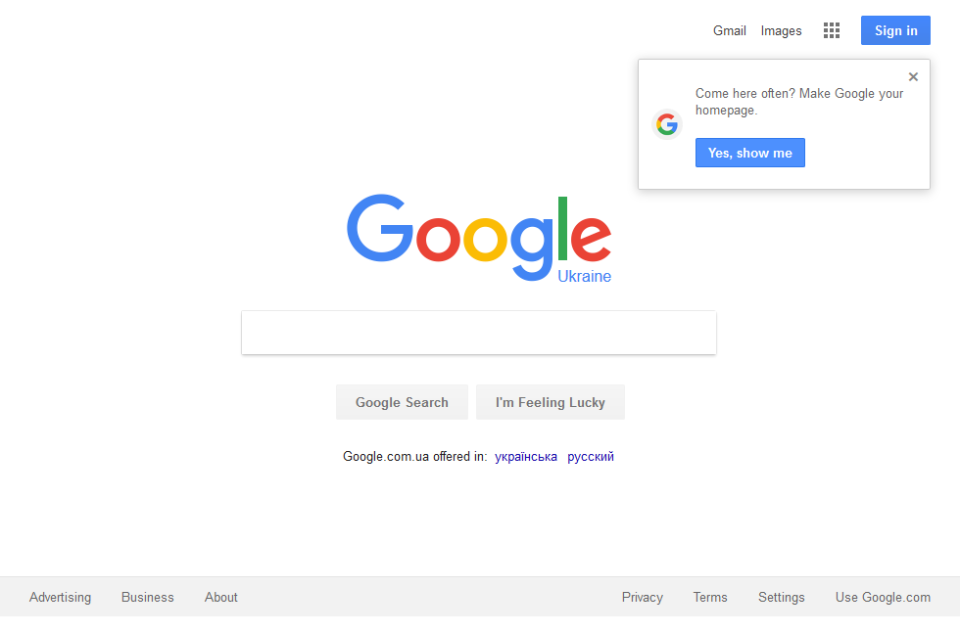 Gmail Images Sign in
Come here often? Make Google your
homepage.
Yes, show me
Google
Ukraine
Google Search I'm Feeling Lucky
Google.com.ua offered in: українська русский
Advertising Business About Privacy Terms Settings Use Google.com